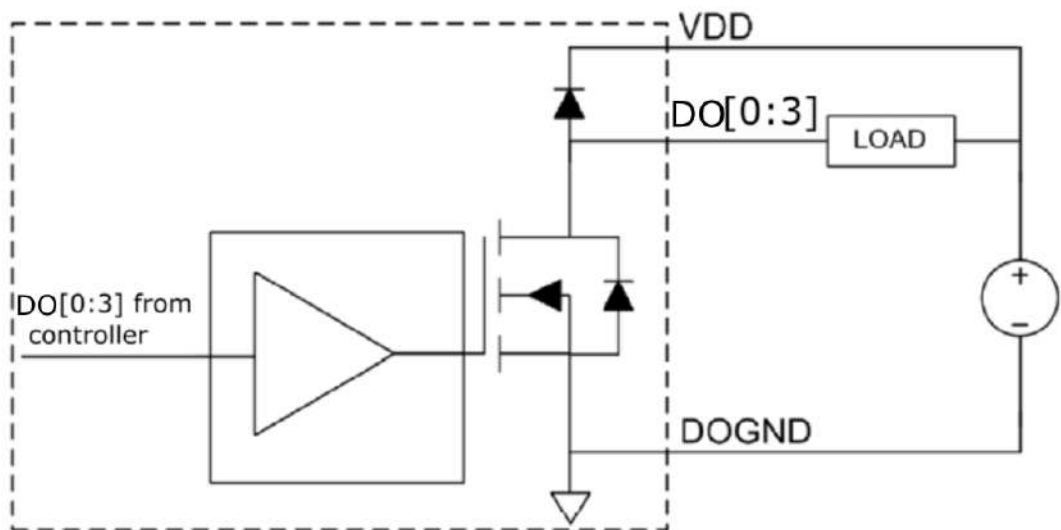 VDD
DO[0:3]
LOAD
DO[0:3] from
controller
+
−
DOGND